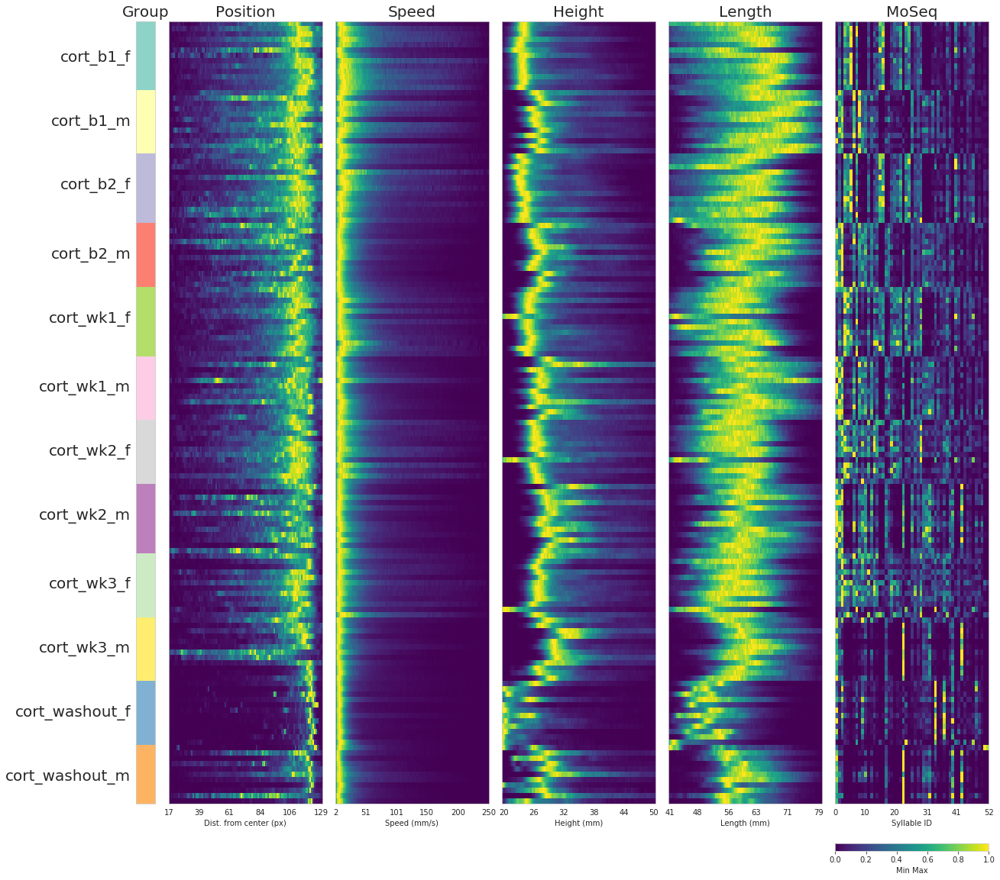 Group Position Speed Height Length MoSeq
cort_b1_f
cort_b1_m
cort_b2_f
cort_b2_m
cort_wk1_f
cort_wk1_m
cort_wk2_f
cort_wk2_m
cort_wk3_f
cort_wk3_m
cort_washout_f
cort_washout_m
17 39 61 84 106 129 2 51 101 150 200 250 20 26 32 38 44 50 41 48 56 63 71 79 0 10 20 31 41 52
Dist. from center (px) Speed (mm/s) Height (mm) Length (mm) Syllable ID
0.0 0.2 0.4 0.6 0.8 1.0
Min Max